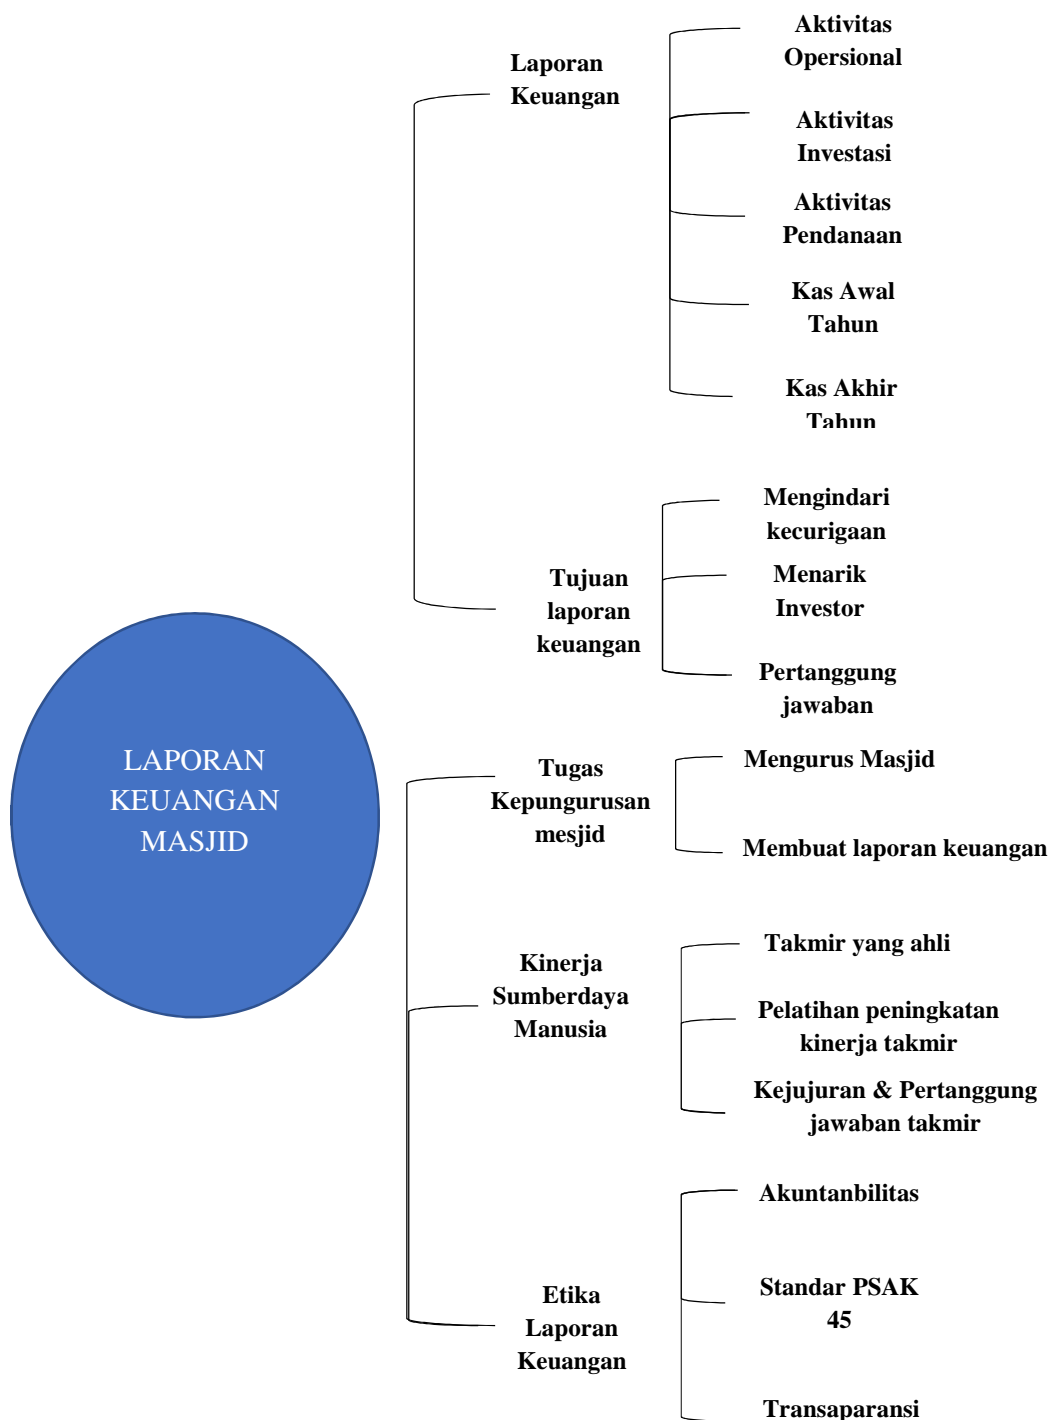 LAPORAN
KEUANGAN
MASJID
Laporan
Keuangan
Aktivitas
Opersional
Aktivitas
Investasi
Aktivitas
Pendanaan
Kas Awal
Tahun
Kas Akhir
Tahun
Tujuan
laporan
keuangan
Mengindari
kecurigaan
Menarik
Investor
Pertanggung
jawaban
Tugas
Kepungurusan
mesjid
Mengurus Masjid
Membuat laporan keuangan
Kinerja
Sumberdaya
Manusia
Takmir yang ahli
Pelatihan peningkatan
kinerja takmir
Kejujuran & Pertanggung
jawaban takmir
Etika
Laporan
Keuangan
Akuntanbilitas
Standar PSAK
45
Transaparansi